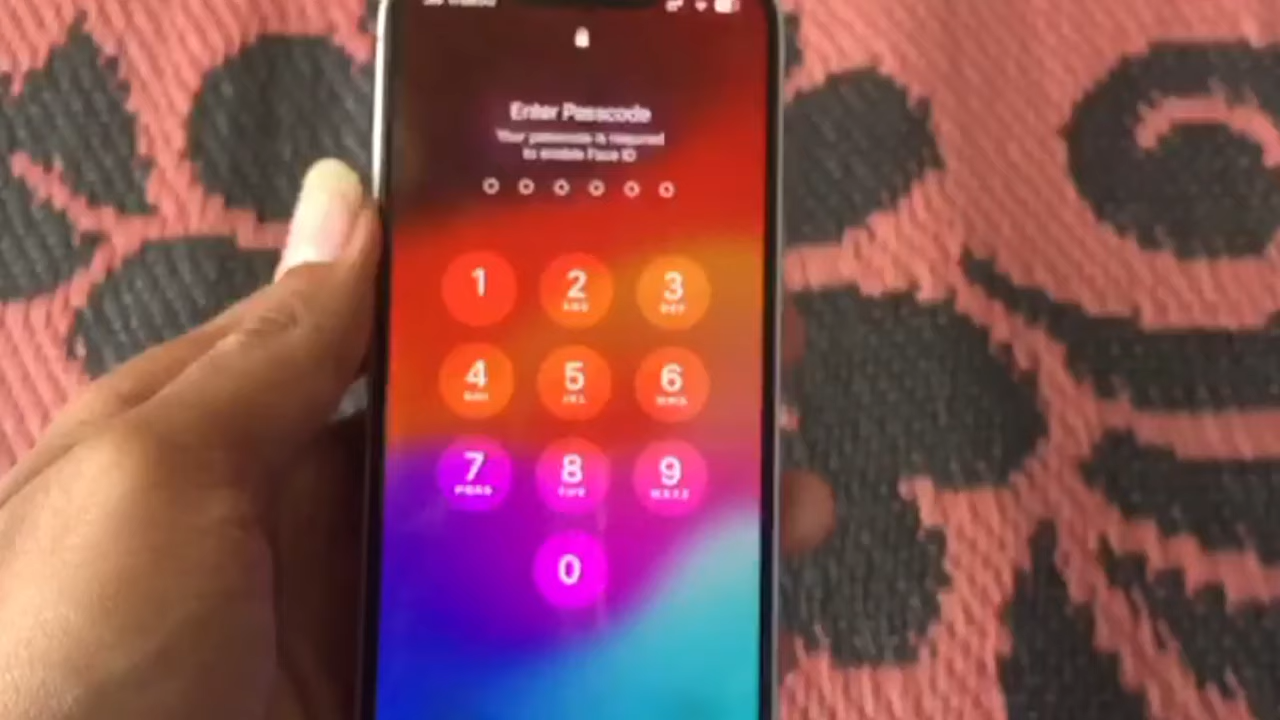 Enter Passcode
Your passcode is required
to enable Face ID
1 2 3
ABC DEF
4 5 6
GHI JKL MNO
7 8 9
PQRS TUV WXYZ
0